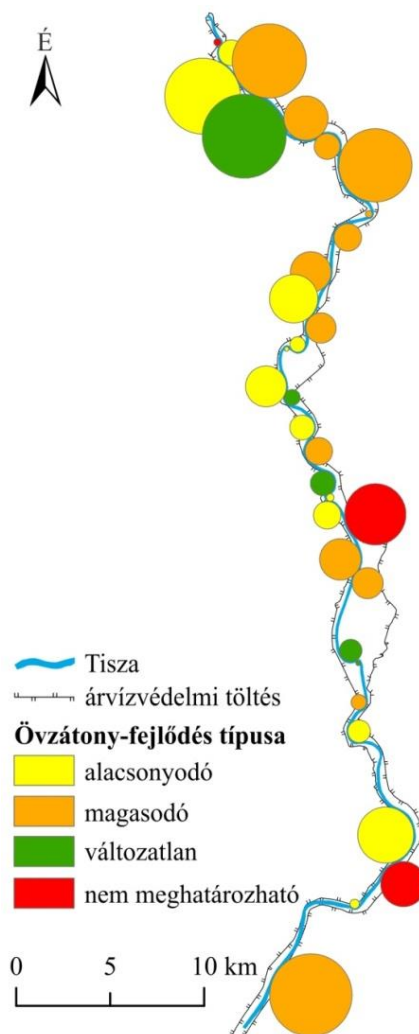 É
Tisza
árvízvédelmi töltés
Övzátony-fejlődés típusa
alacsonyodó
magasodó
változatlan
nem meghatározható
0 5 10 km